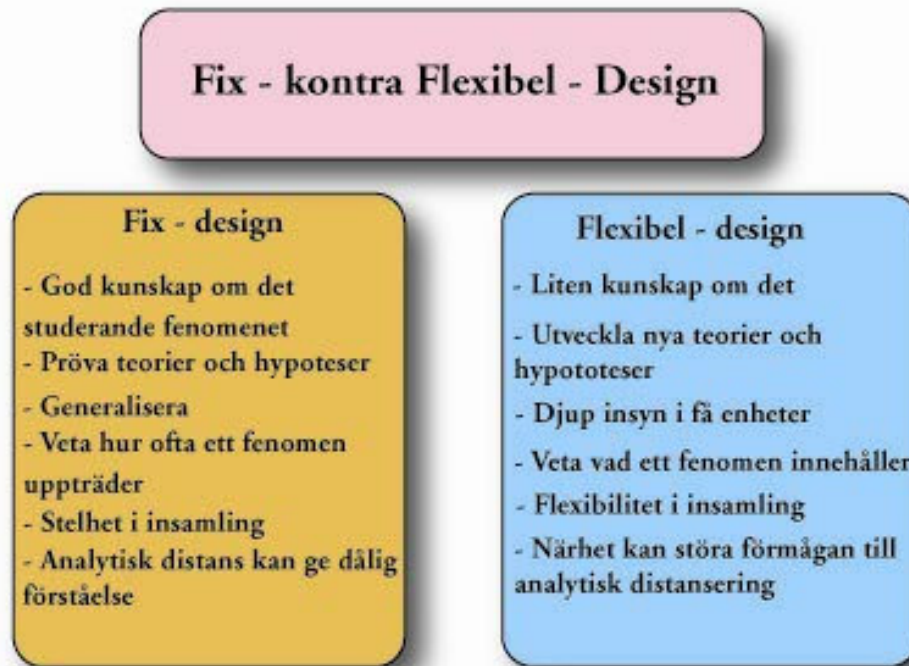 Fix - kontra Flexibel - Design
Fix - design
- God kunskap om det
studerande fenomenet
- Pröva teorier och hypoteser
- Generalisera
- Veta hur ofta ett fenomen
uppträder
- Stelhet i insamling
- Analytisk distans kan ge dålig
förståelse
Flexibel - design
- Liten kunskap om det
- Utveckla nya teorier och
hypototeser
- Djup insyn i få enheter
- Veta vad ett fenomen innehåller
- Flexibilitet i insamling
- Närhet kan störa förmågan till
analytisk distansering